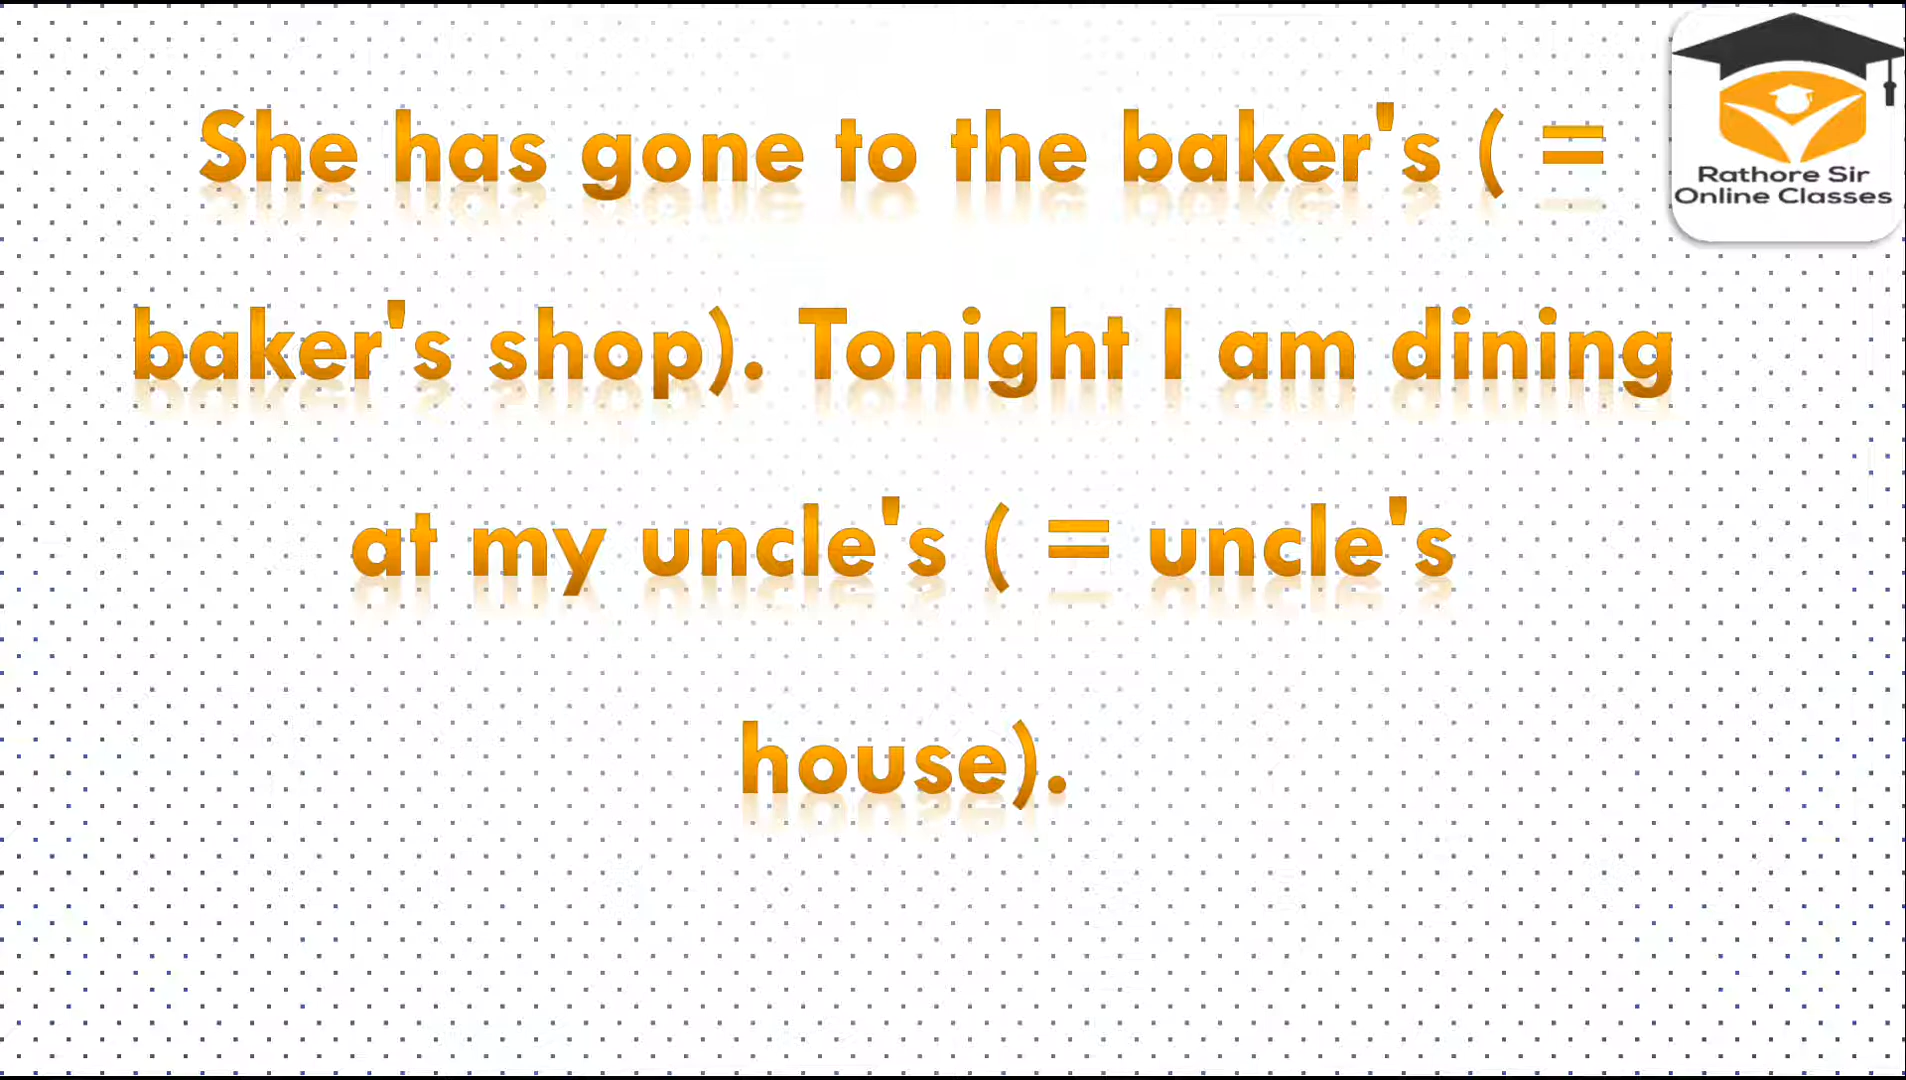 She has gone to the baker's ( =
baker's shop). Tonight I am dining
at my uncle's ( = uncle's
house).
Rathore Sir
Online Classes